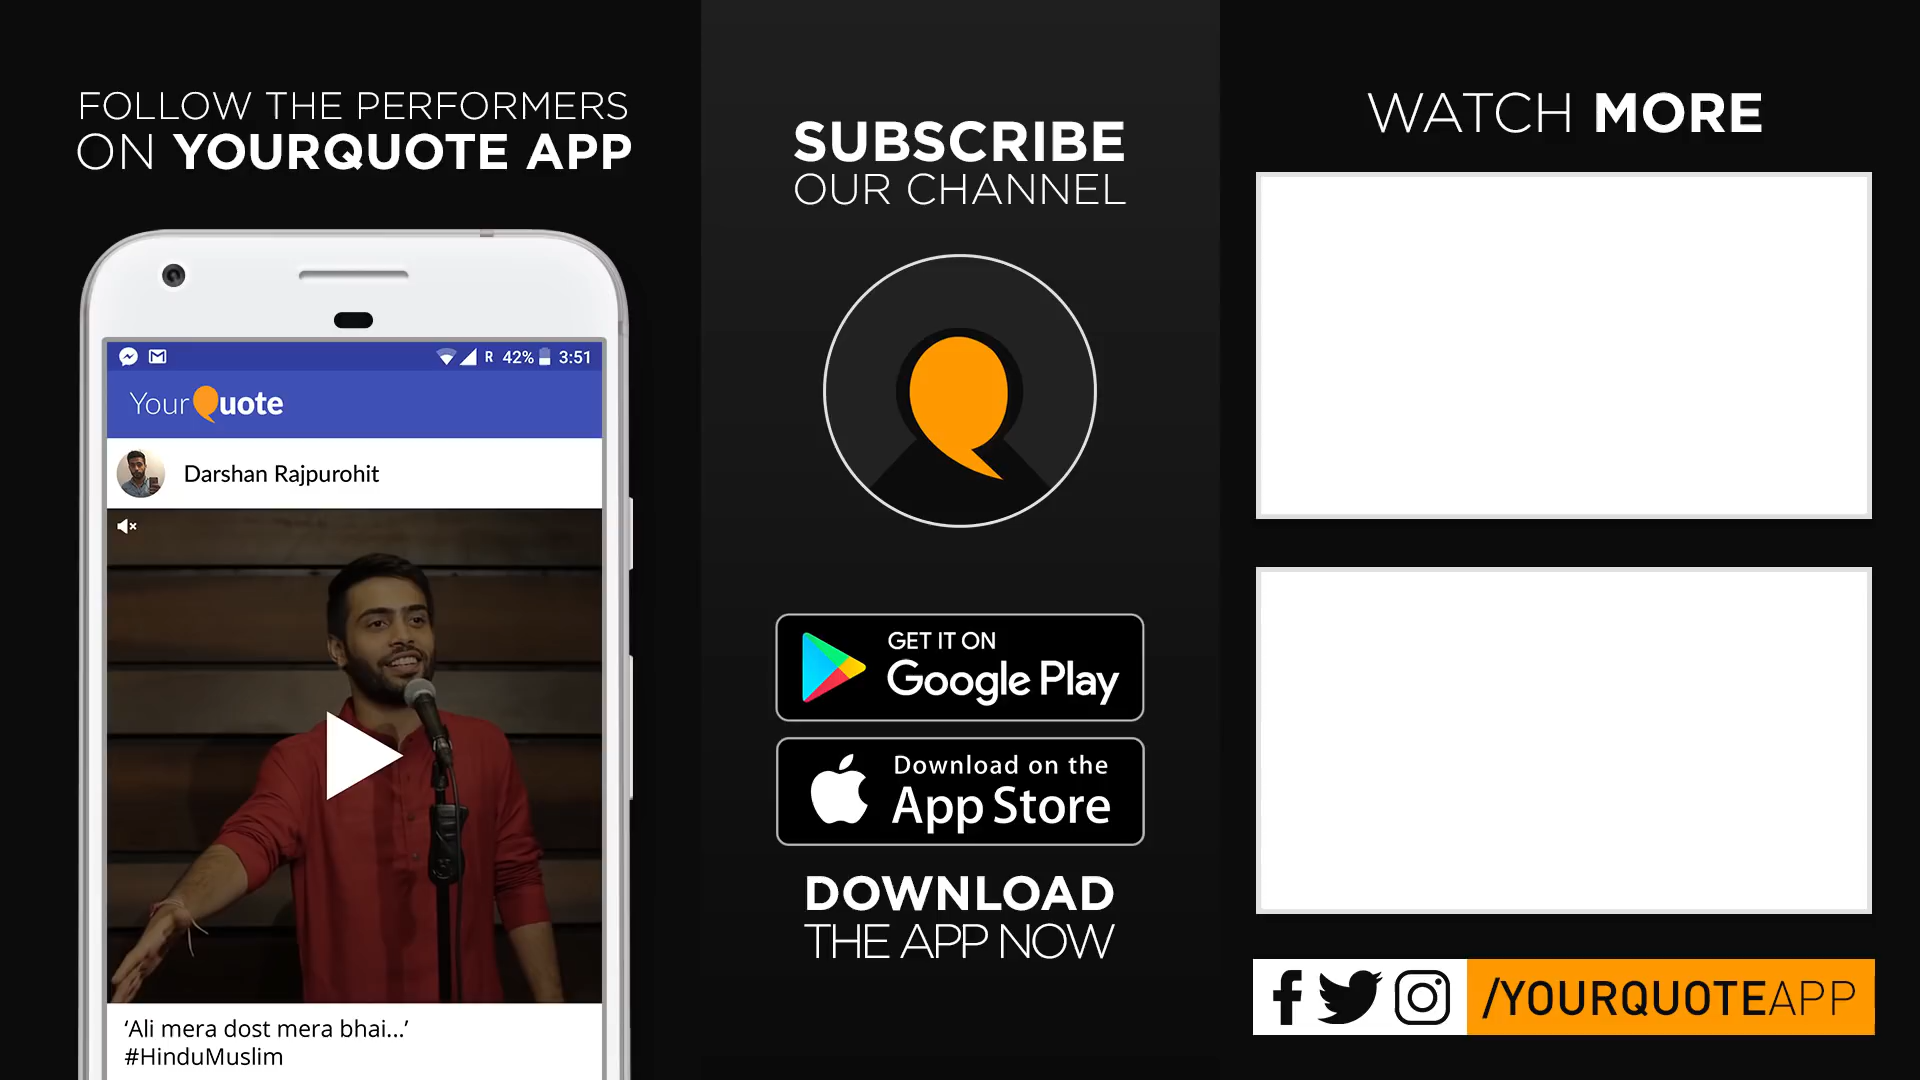 FOLLOW THE PERFORMERS
ON YOURQUOTE APP
R 42% 3:51
YourQuote
Darshan Rajpurohit
‘Ali mera dost mera bhai...’
#HinduMuslim
SUBSCRIBE
OUR CHANNEL
GET IT ON
Google Play
Download on the
App Store
DOWNLOAD
THE APP NOW
WATCH MORE
/YOURQUOTEAPP